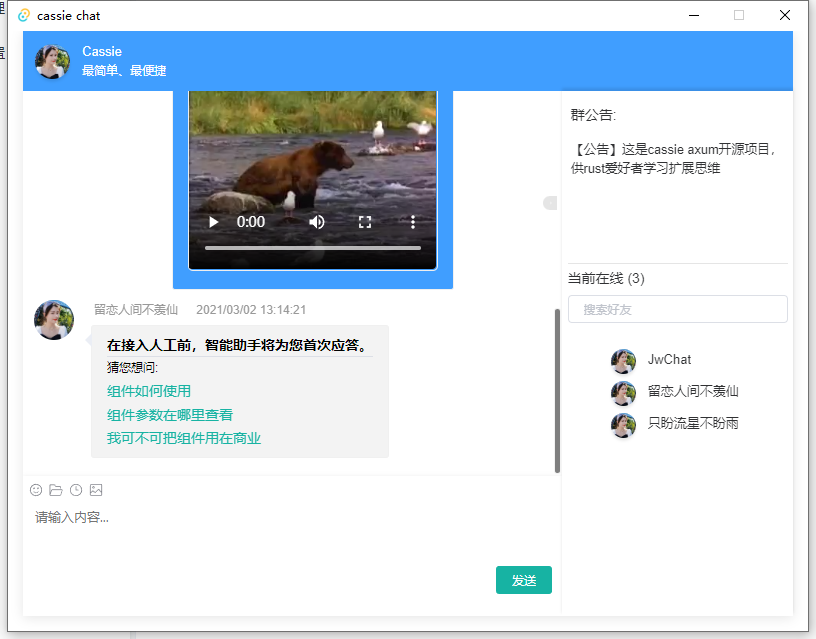 cassie chat
Cassie
最简单、最便捷
0:00
留恋人间不羡仙 2021/03/02 13:14:21
在接入人工前，智能助手将为您首次应答。
猜您想问:
组件如何使用
组件参数在哪里查看
我可不可把组件用在商业
请输入内容...
发送
群公告:
【公告】这是cassie axum开源项目，
供rust爱好者学习扩展思维
当前在线 (3)
搜索好友
JwChat
留恋人间不羡仙
只盼流星不盼雨